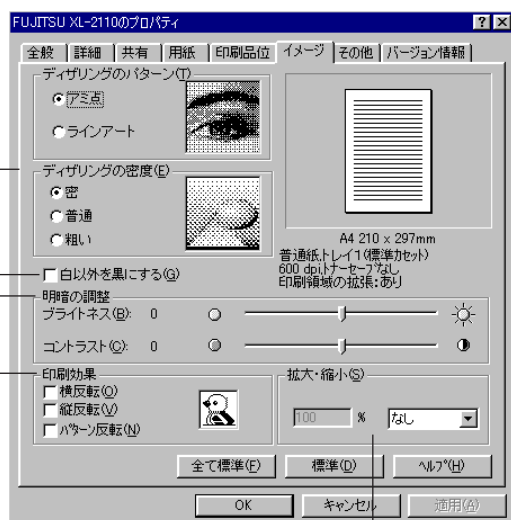 FUJITSU XL-2110のプロパティ
全般 詳細 共有 用紙 印刷品位 イメージ その他 バージョン情報
ディザリングのパターン(T)
アミ点
ラインアート
ディザリングの密度(E)
密
普通
粗い
A4 210 x 297mm
普通紙,トレイ1(標準カセット)
600 dpi,トナーセーブなし
印刷領域の拡張:あり
白以外を黒にする(G)
明暗の調整
ブライトネス(B): 0
コントラスト(C): 0
印刷効果
横反転(O)
縦反転(V)
パターン反転(N)
拡大・縮小(S)
100 % なし
全て標準(F) 標準(D) ヘルプ(H)
OK キャンセル 適用(A)